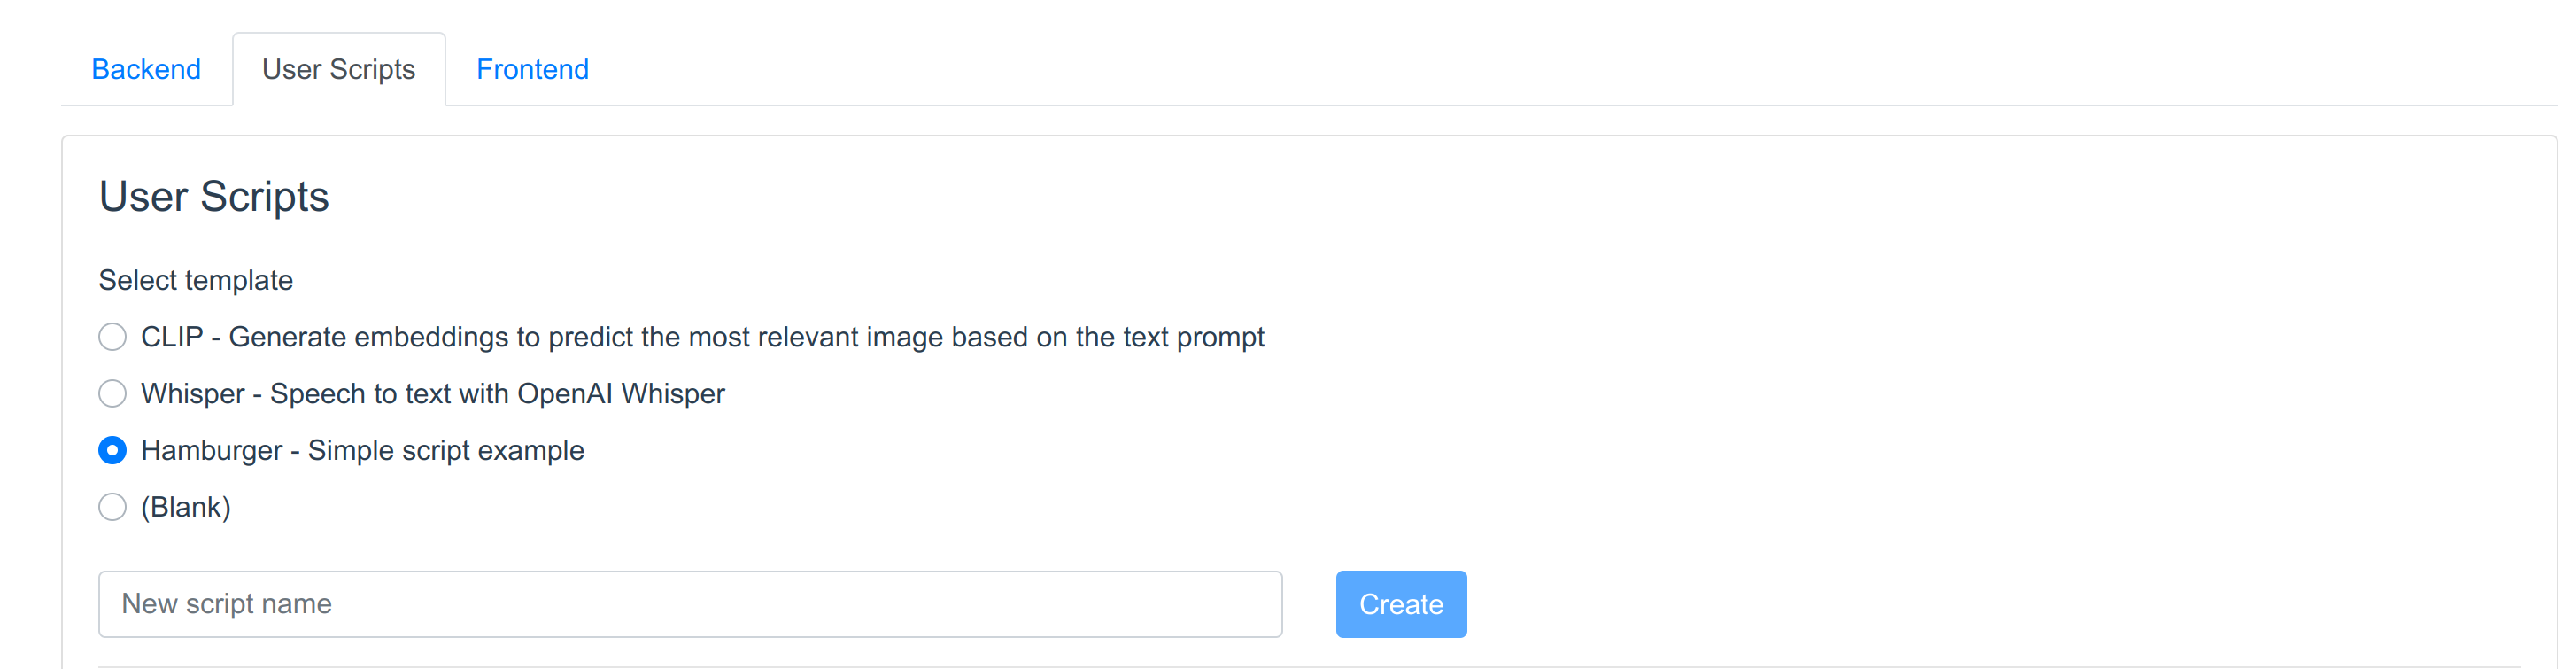 Backend User Scripts Frontend
User Scripts
Select template
CLIP - Generate embeddings to predict the most relevant image based on the text prompt
Whisper - Speech to text with OpenAI Whisper
Hamburger - Simple script example
(Blank)
New script name Create